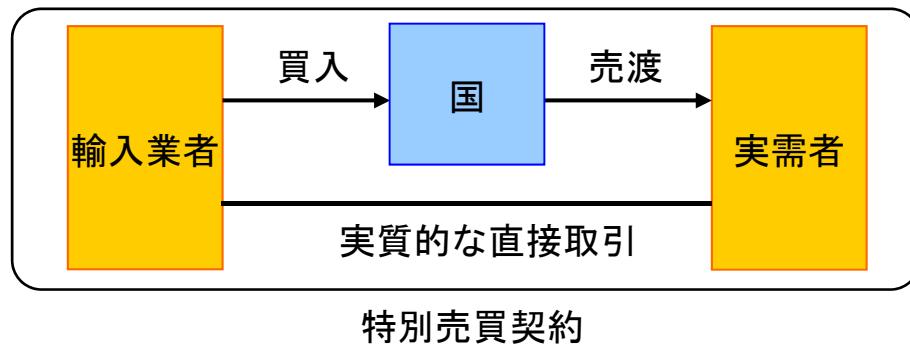 買入
売渡
国
輸入業者
実需者
実質的な直接取引
特別売買契約